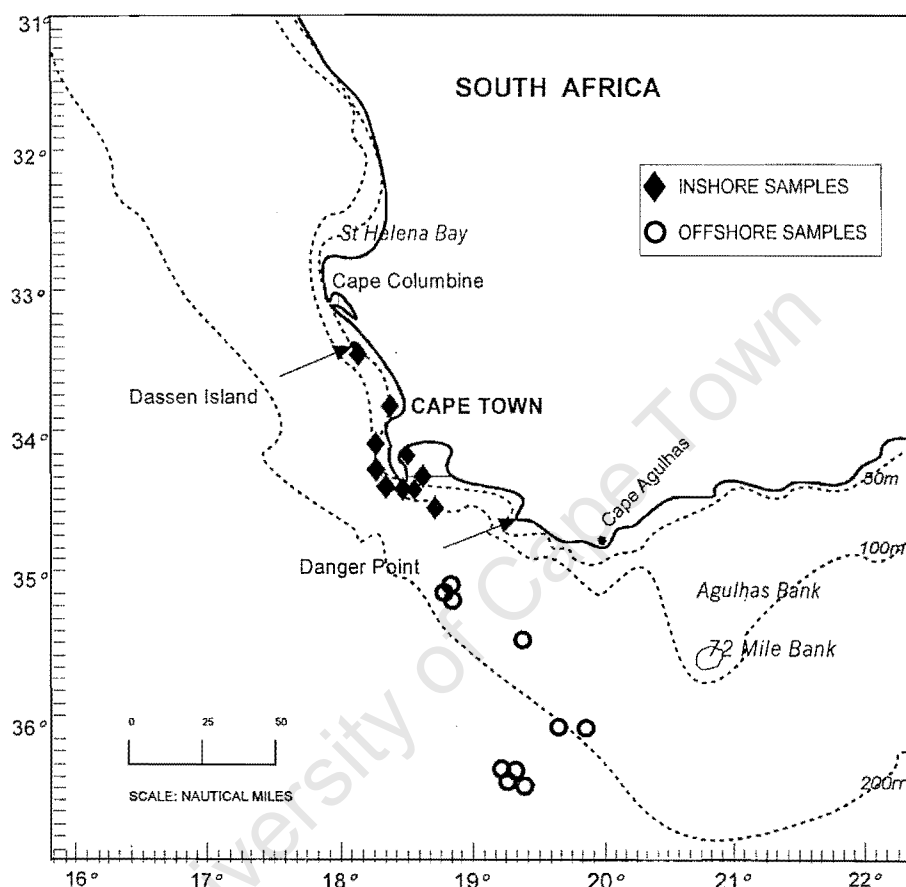 31°
SOUTH AFRICA
32°
INSHORE SAMPLES
OFFSHORE SAMPLES
St Helena Bay
Cape Columbine
33°
Dassen Island
CAPE TOWN
34°
Cape Agulhas
50m
100m
Danger Point
35°
Agulhas Bank
72 Mile Bank
36°
0 25 50
SCALE: NAUTICAL MILES
200m
16° 17° 18° 19° 20° 21° 22°
University of Cape Town